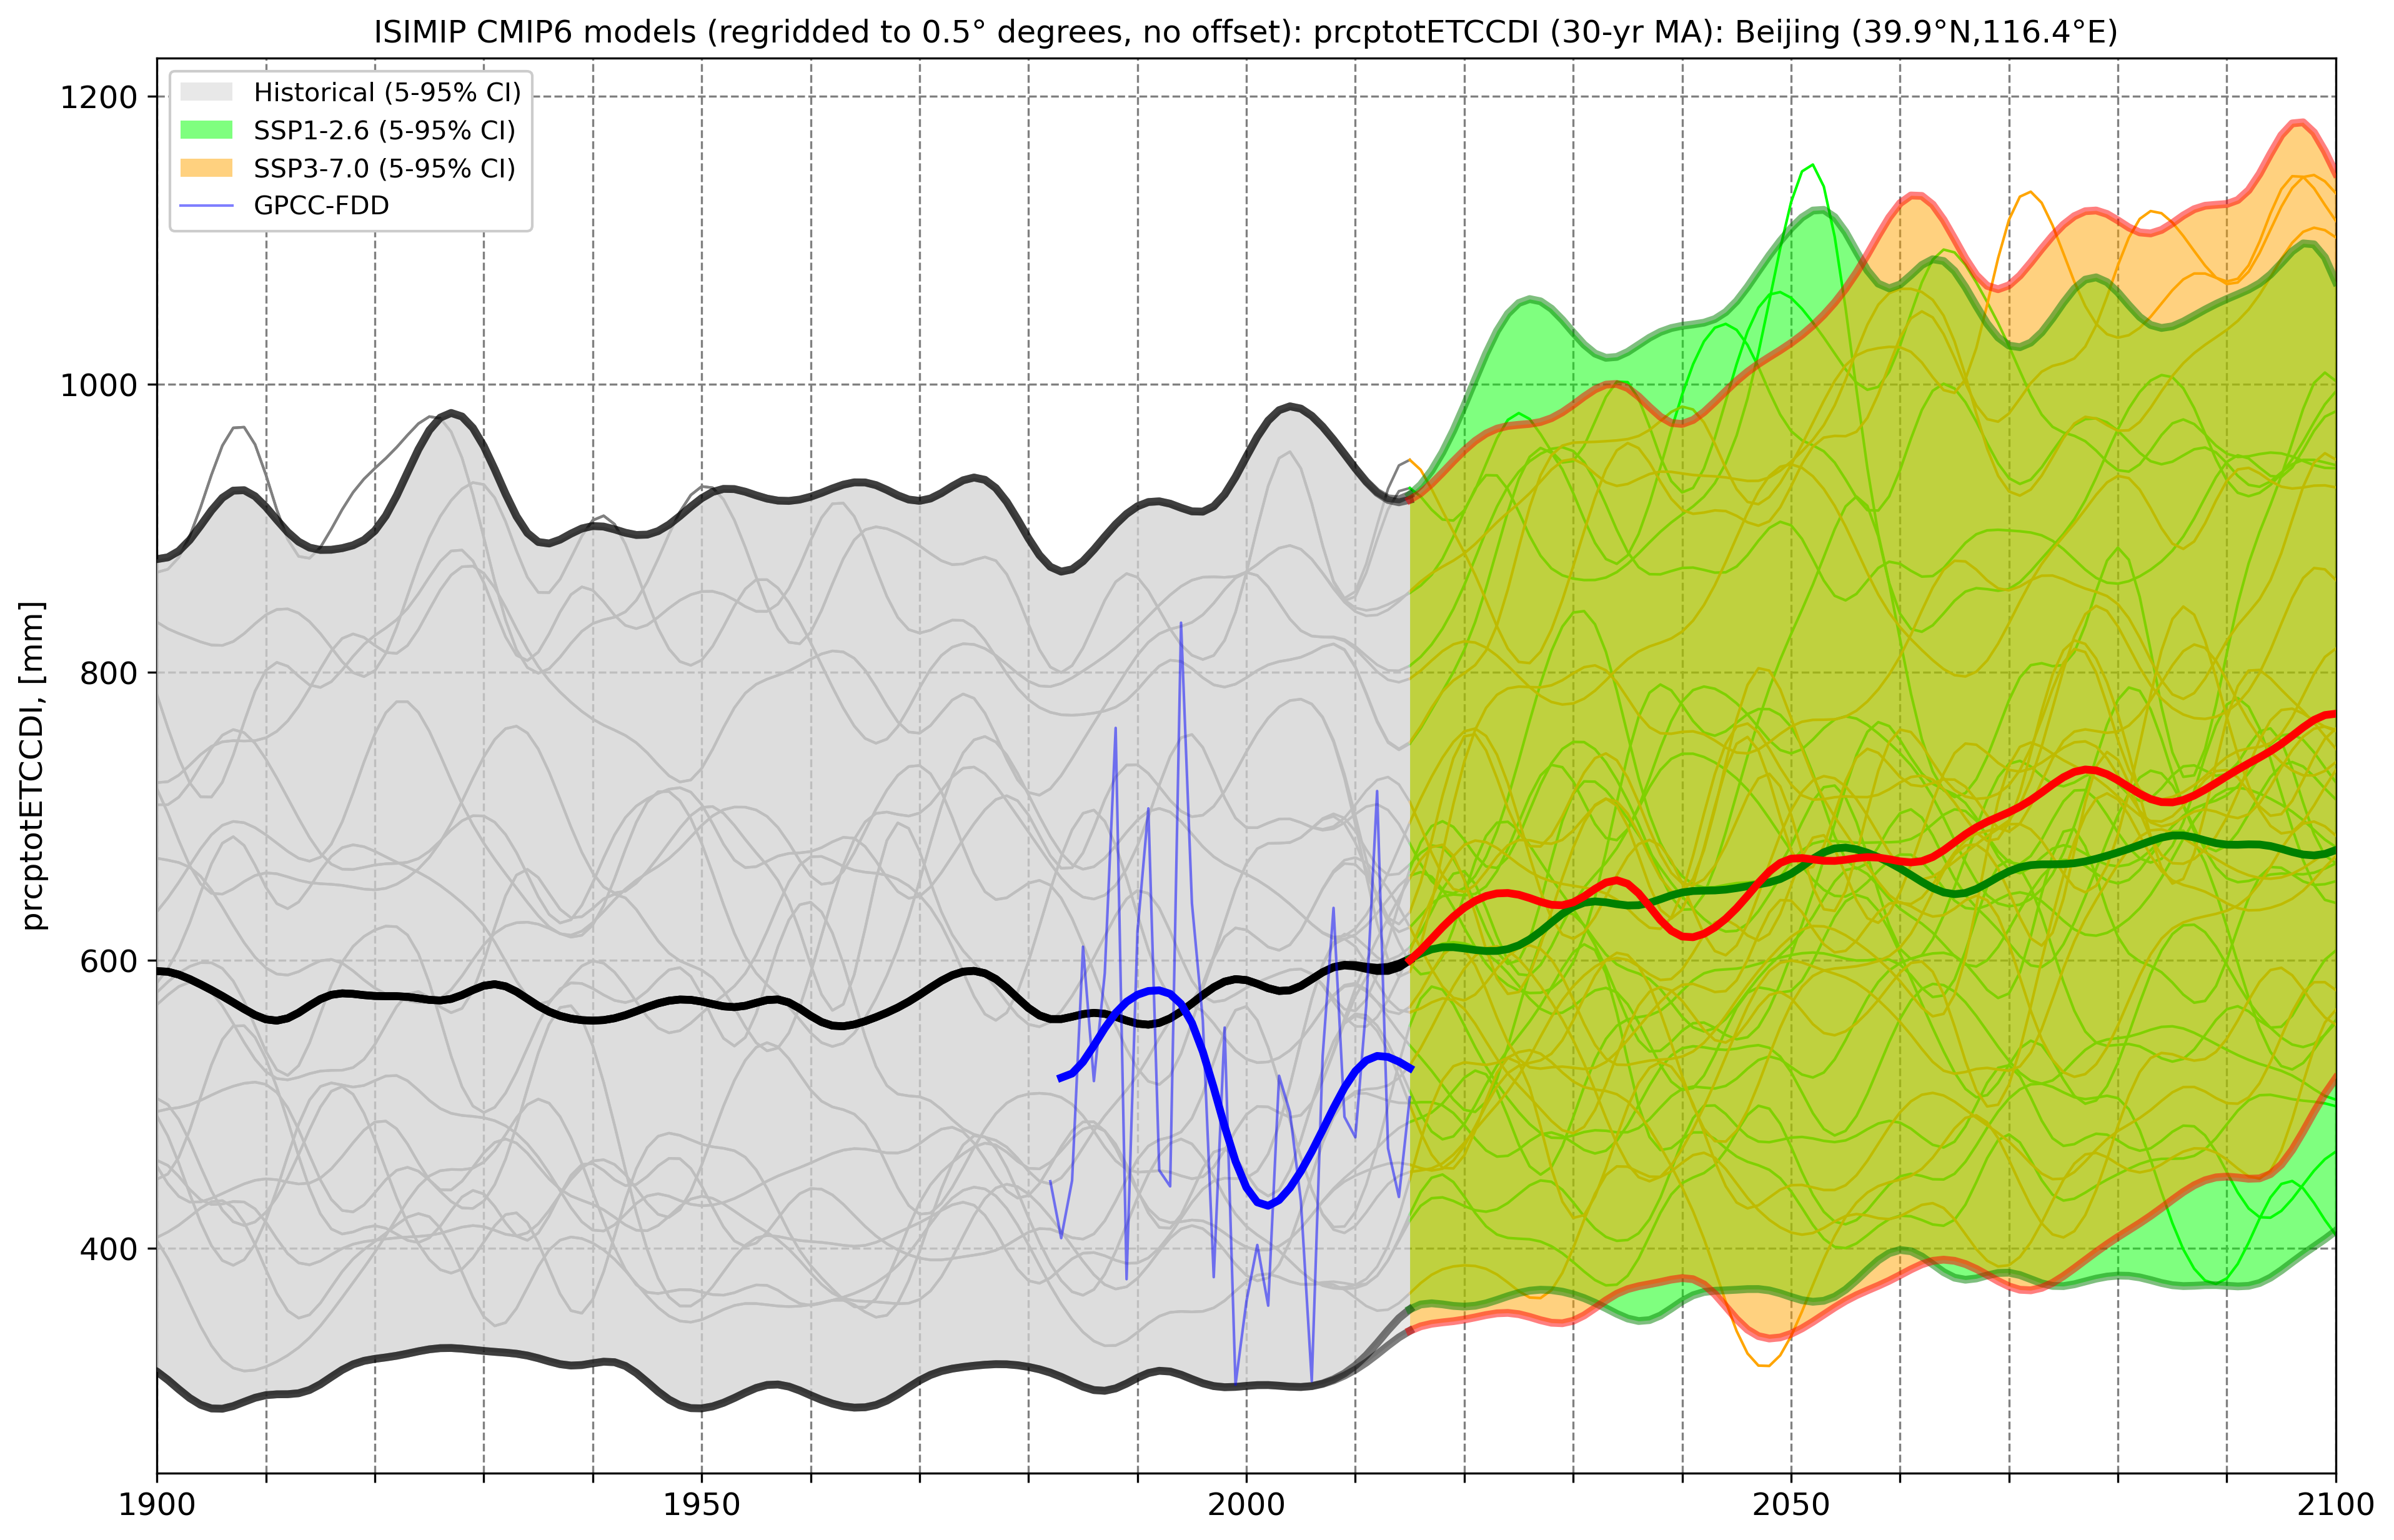 ISIMIP CMIP6 models (regridded to 0.5° degrees, no offset): prcptotETCCDI (30-yr MA): Beijing (39.9°N,116.4°E)
Historical (5-95% CI)
SSP1-2.6 (5-95% CI)
SSP3-7.0 (5-95% CI)
GPCC-FDD
prcptotETCCDI, [mm]
1200
1000
800
600
400
1900 1950 2000 2050 2100